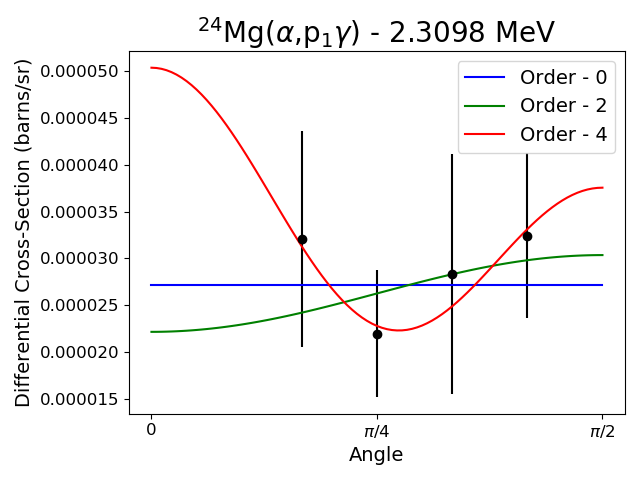 ²⁴Mg(α,p₁γ) - 2.3098 MeV
Differential Cross-Section (barns/sr)
0.000050
0.000045
0.000040
0.000035
0.000030
0.000025
0.000020
0.000015
Order - 0
Order - 2
Order - 4
0
π/4
π/2
Angle